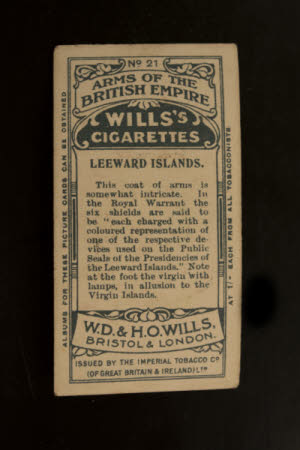 No 21
ARMS OF THE
BRITISH EMPIRE
WILLS'S
CIGARETTES
LEEWARD ISLANDS.
This coat of arms is
somewhat intricate. In
the Royal Warrant the
six shields are said to
be "each charged with a
coloured representation of
one of the respective de-
vices used on the Public
Seals of the Presidencies of
the Leeward Islands." Note
at the foot the virgin with
lamps, in allusion to the
Virgin Islands.
W.D. & H.O. WILLS,
BRISTOL & LONDON.
ISSUED BY THE IMPERIAL TOBACCO Co
(OF GREAT BRITAIN & IRELAND) LTD
ALBUMS FOR THESE PICTURE CARDS CAN BE OBTAINED
AT 1/- EACH FROM ALL TOBACCONISTS